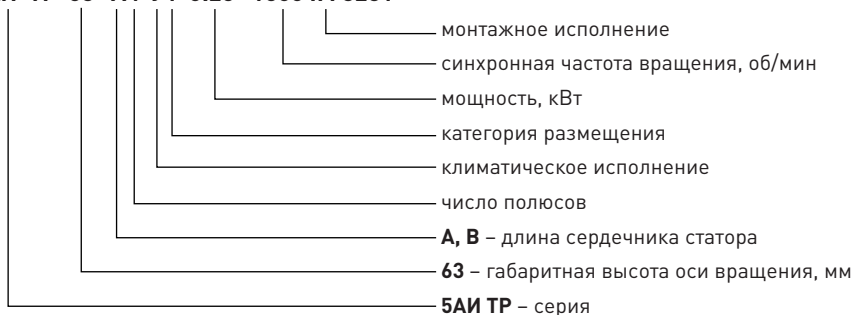 монтажное исполнение
синхронная частота вращения, об/мин
мощность, кВт
категория размещения
климатическое исполнение
число полюсов
А, В – длина сердечника статора
63 – габаритная высота оси вращения, мм
5АИ ТР – серия